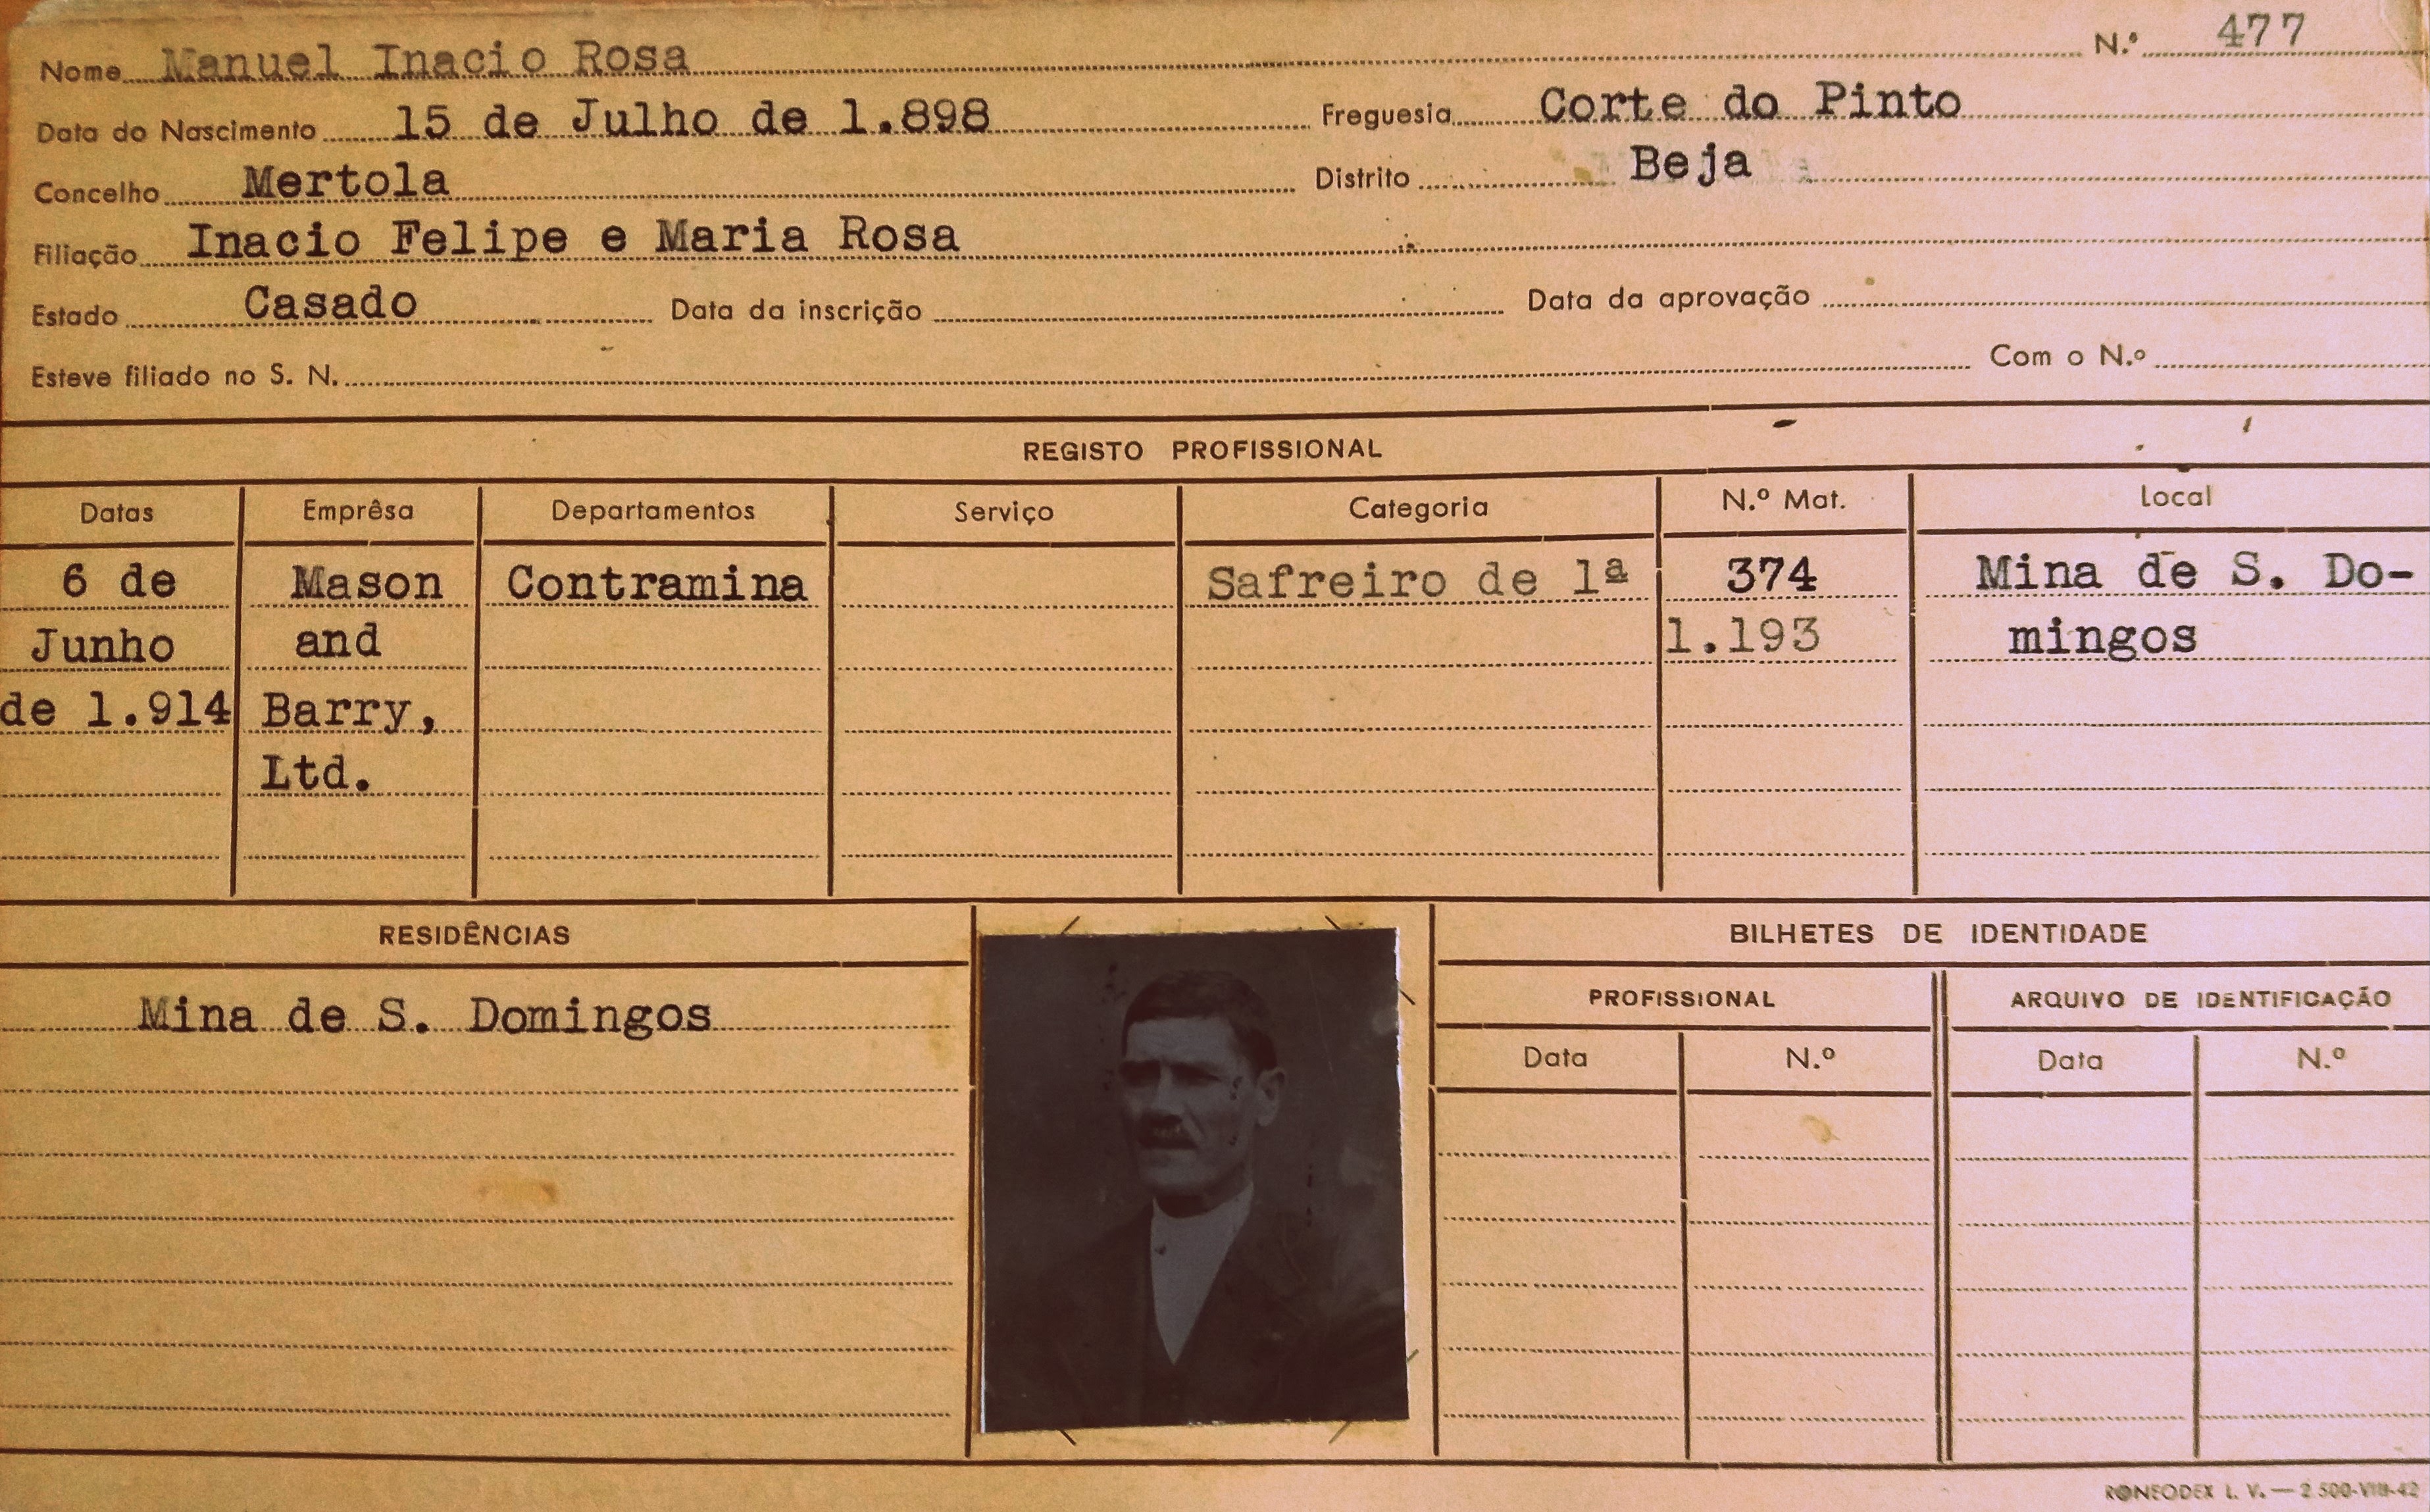 Nome Manuel Inacio Rosa N.º 477
Data do Nascimento 15 de Julho de 1.898 Freguesia Corte do Pinto
Concelho Mertola Distrito Beja
Filiação Inacio Felipe e Maria Rosa
Estado Casado Data da inscrição Data da aprovação
Esteve filiado no S. N. Com o N.º
REGISTO PROFISSIONAL
Datas Emprêsa Departamentos Serviço Categoria N.º Mat. Local
6 de Mason Contramina Safreiro de 1ª 374 Mina de S. Do-
Junho and 1.193 mingos
de 1.914 Barry,
Ltd.
RESIDÊNCIAS BILHETES DE IDENTIDADE
Mina de S. Domingos PROFISSIONAL ARQUIVO DE IDENTIFICAÇÃO
Data N.º Data N.º
RONEODEX L. V. — 2.500-VIII-42